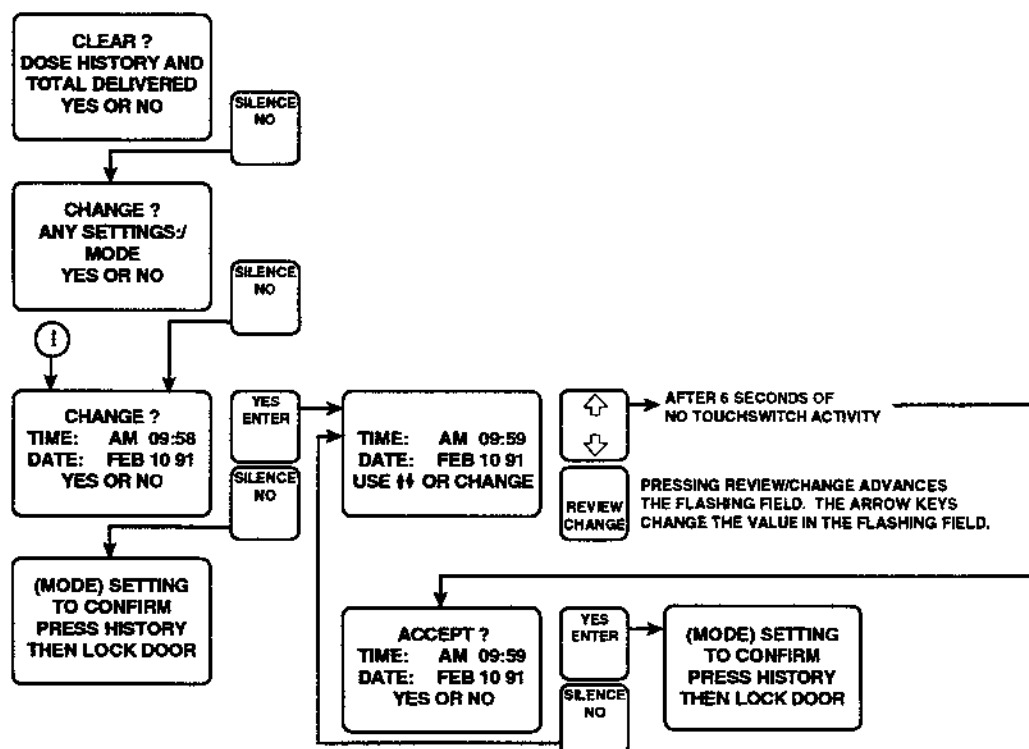 CLEAR ?
DOSE HISTORY AND
TOTAL DELIVERED
YES OR NO
SILENCE
NO
CHANGE ?
ANY SETTINGS:/
MODE
YES OR NO
SILENCE
NO
CHANGE ?
TIME: AM 09:58
DATE: FEB 10 91
YES OR NO
YES
ENTER
SILENCE
NO
TIME: AM 09:59
DATE: FEB 10 91
USE ⬆⬇ OR CHANGE
AFTER 6 SECONDS OF
NO TOUCHSWITCH ACTIVITY
REVIEW
CHANGE
PRESSING REVIEW/CHANGE ADVANCES
THE FLASHING FIELD. THE ARROW KEYS
CHANGE THE VALUE IN THE FLASHING FIELD.
(MODE) SETTING
TO CONFIRM
PRESS HISTORY
THEN LOCK DOOR
ACCEPT ?
TIME: AM 09:59
DATE: FEB 10 91
YES OR NO
YES
ENTER
SILENCE
NO
(MODE) SETTING
TO CONFIRM
PRESS HISTORY
THEN LOCK DOOR